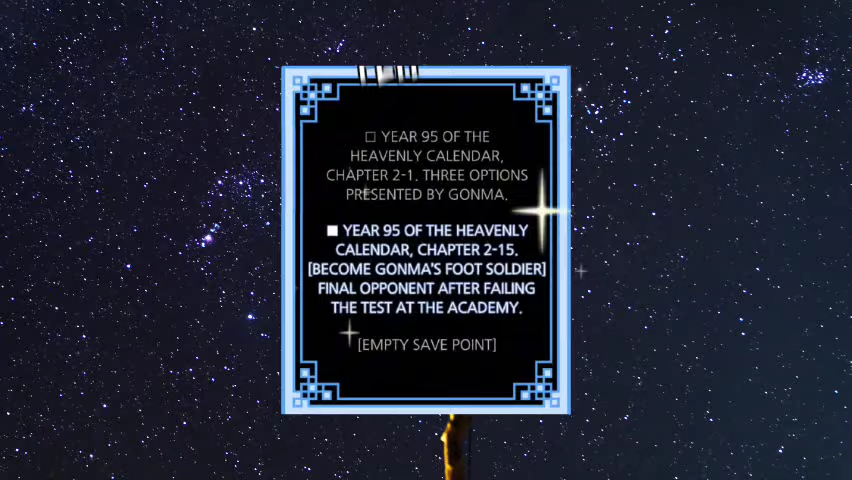 □ YEAR 95 OF THE
HEAVENLY CALENDAR,
CHAPTER 2-1. THREE OPTIONS
PRESENTED BY GONMA.
■ YEAR 95 OF THE HEAVENLY
CALENDAR, CHAPTER 2-15.
[BECOME GONMA'S FOOT SOLDIER]
FINAL OPPONENT AFTER FAILING
THE TEST AT THE ACADEMY.
[EMPTY SAVE POINT]